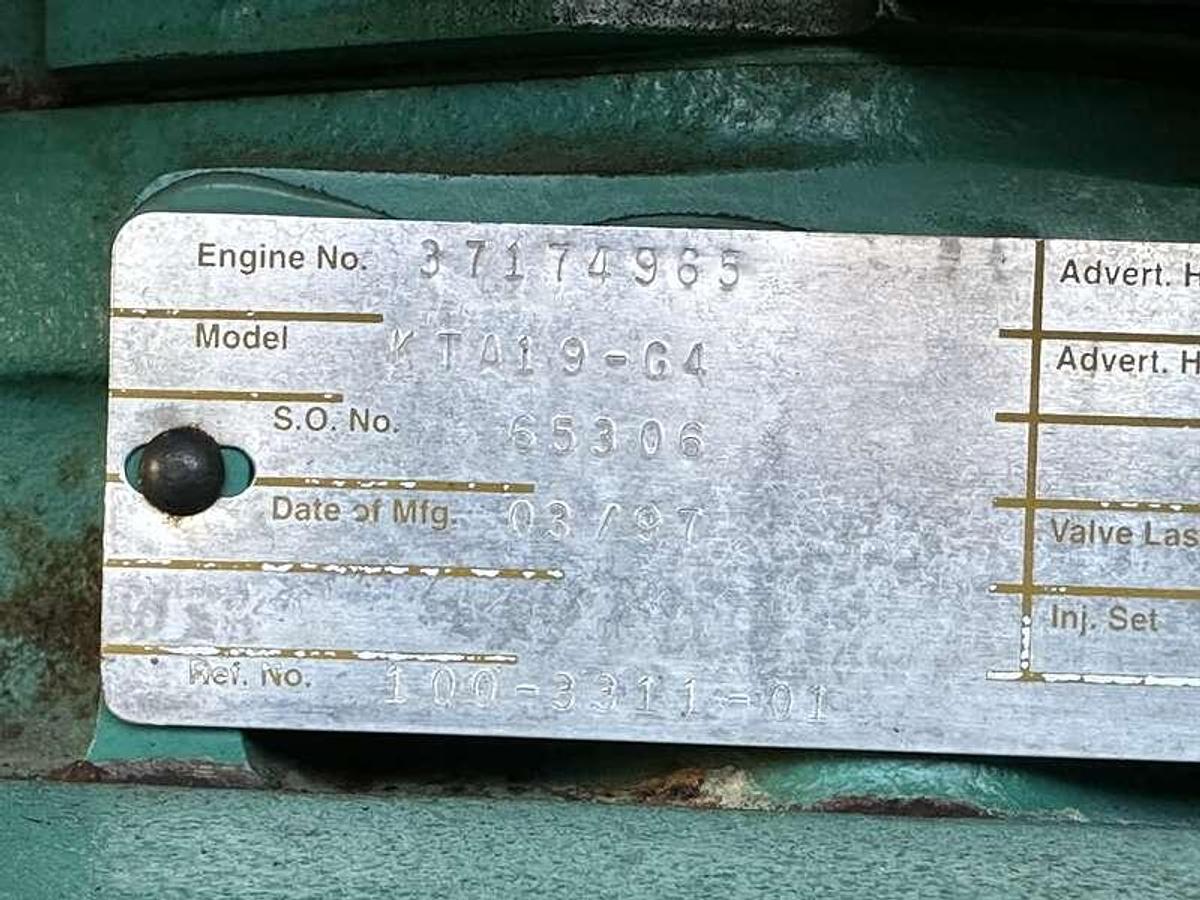 Engine No. 37174965
Model KTA19-G4
S.O. No. 65306
Date of Mfg. 03/97
Ref. No. 100-3311-01
Advert. H
Advert. H
Valve Las
Inj. Set